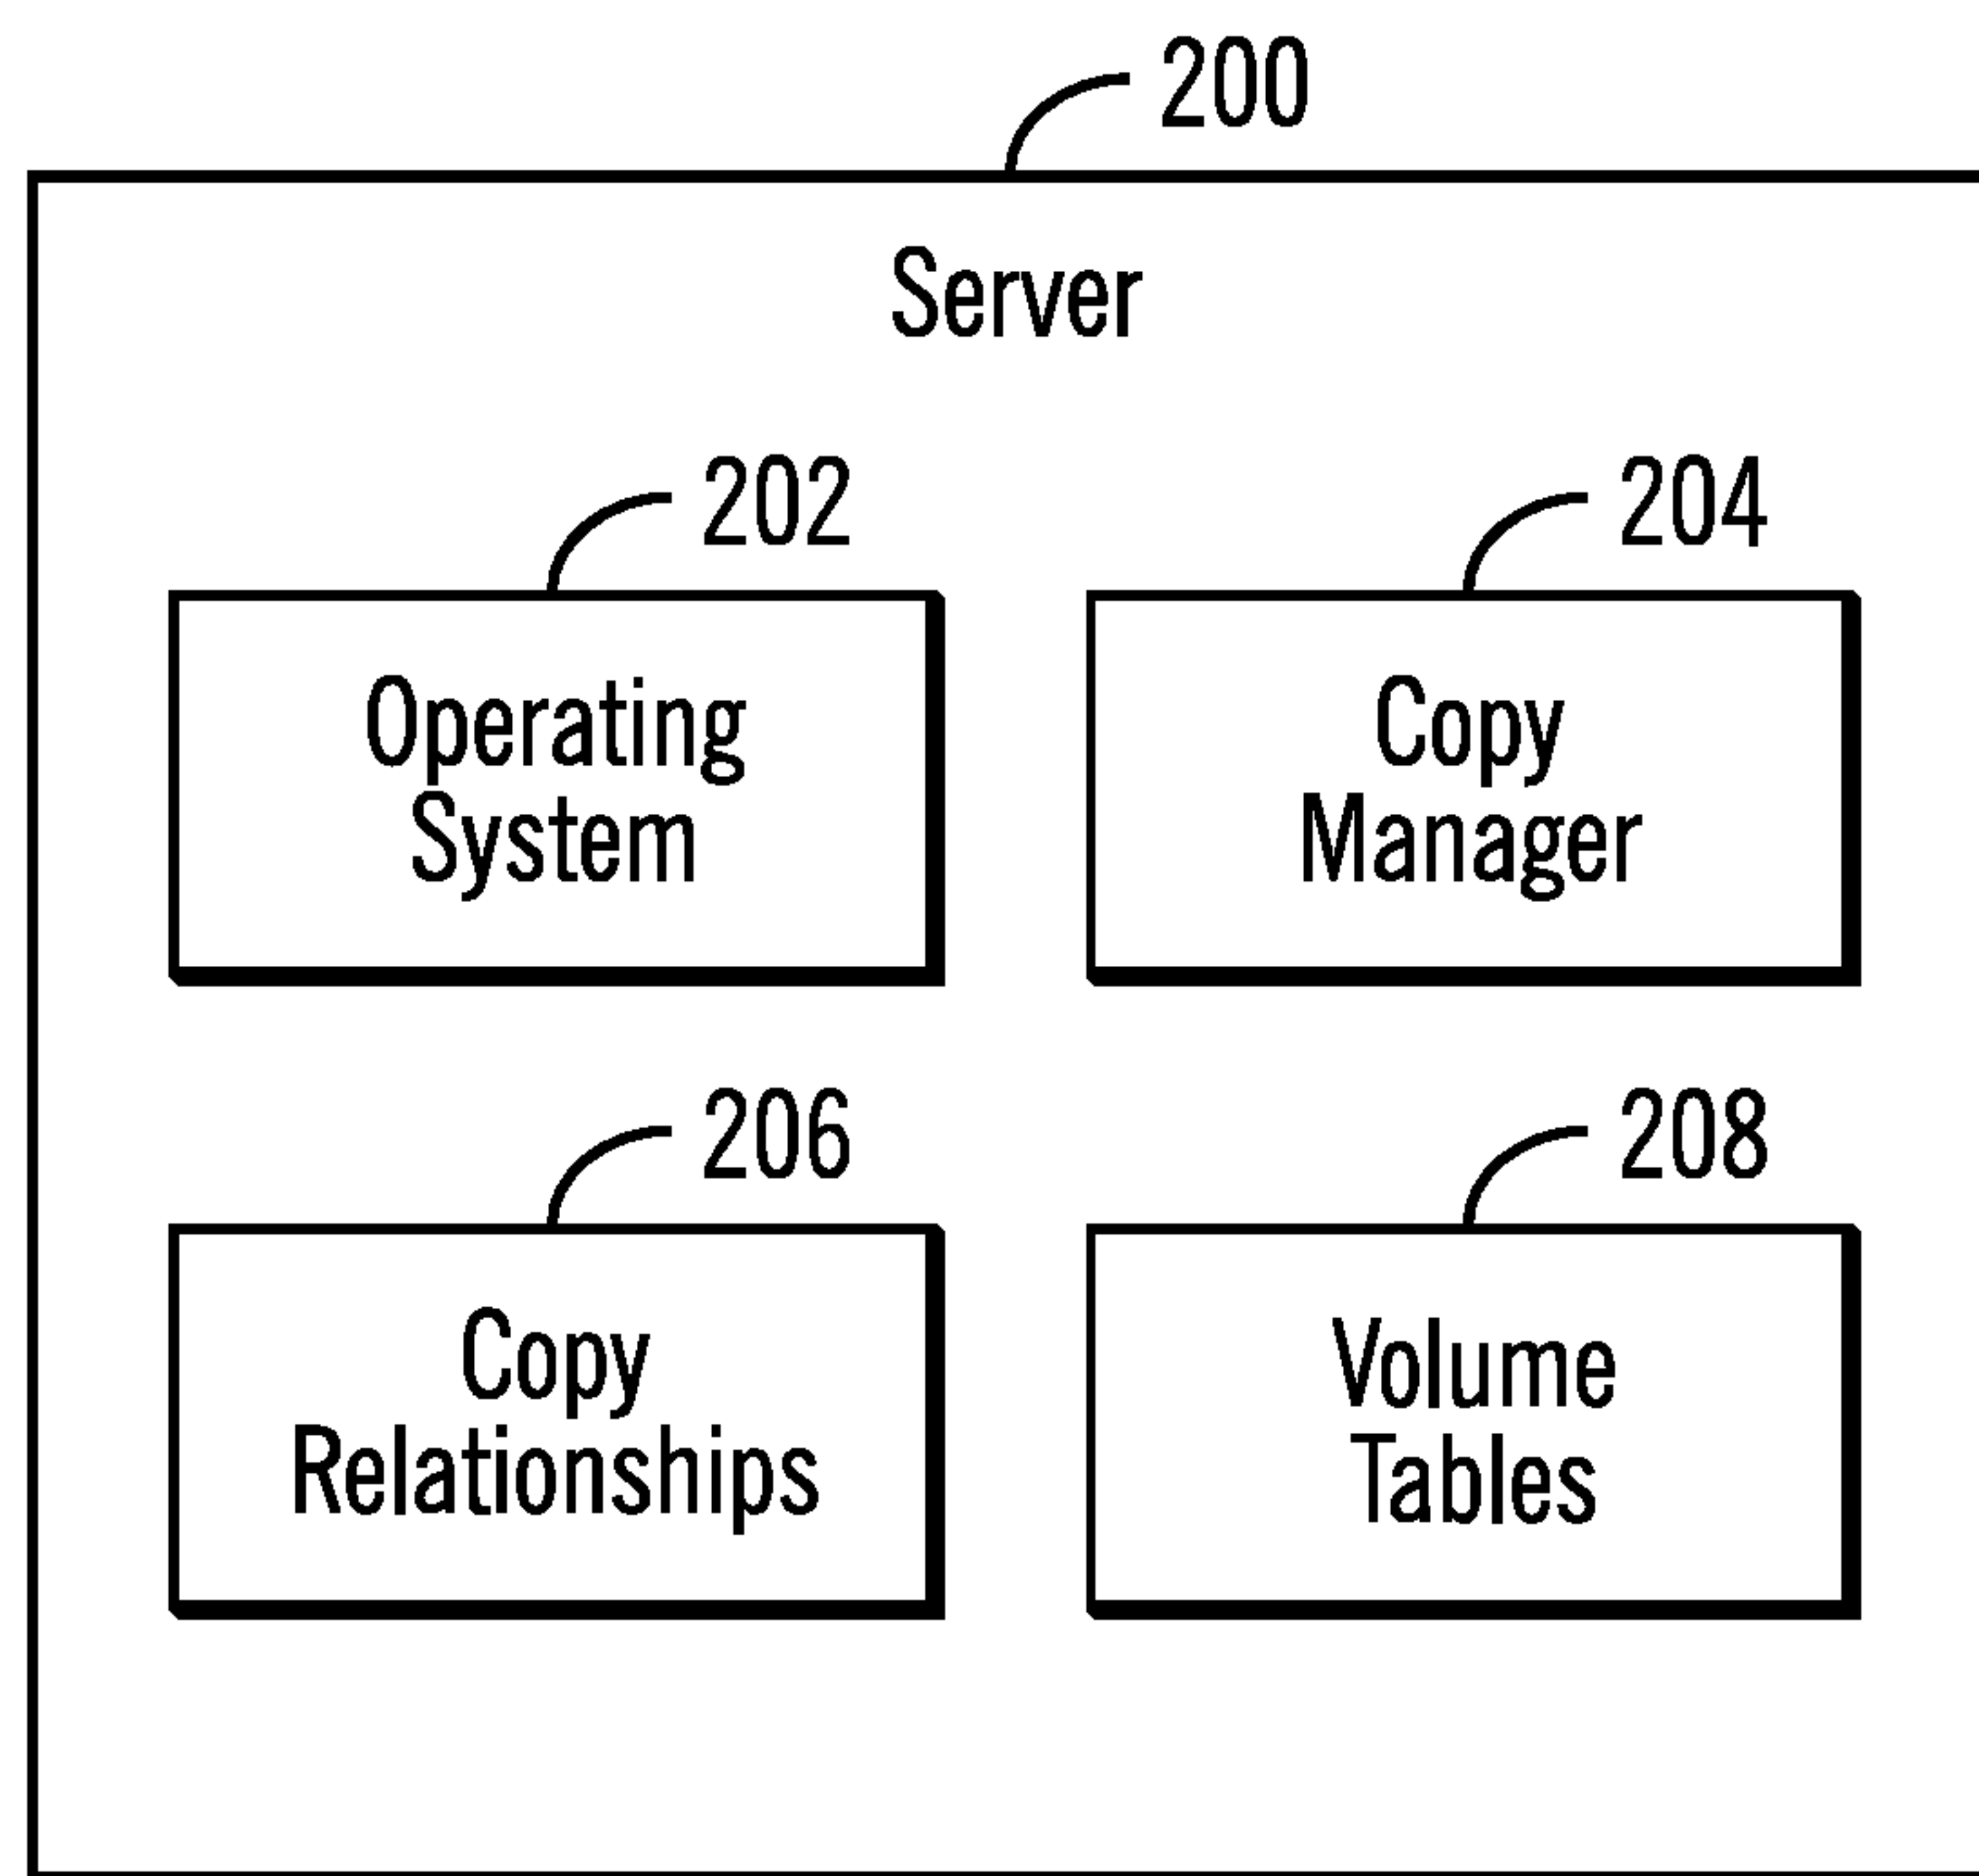 200
Server
202
204
Operating
System
Copy
Manager
206
208
Copy
Relationships
Volume
Tables